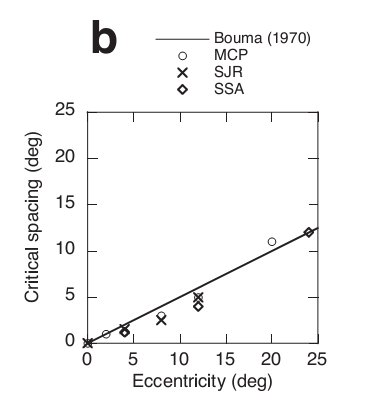 b
Bouma (1970)
MCP
SJR
SSA
25
20
15
10
5
0
Critical spacing (deg)
0 5 10 15 20 25
Eccentricity (deg)